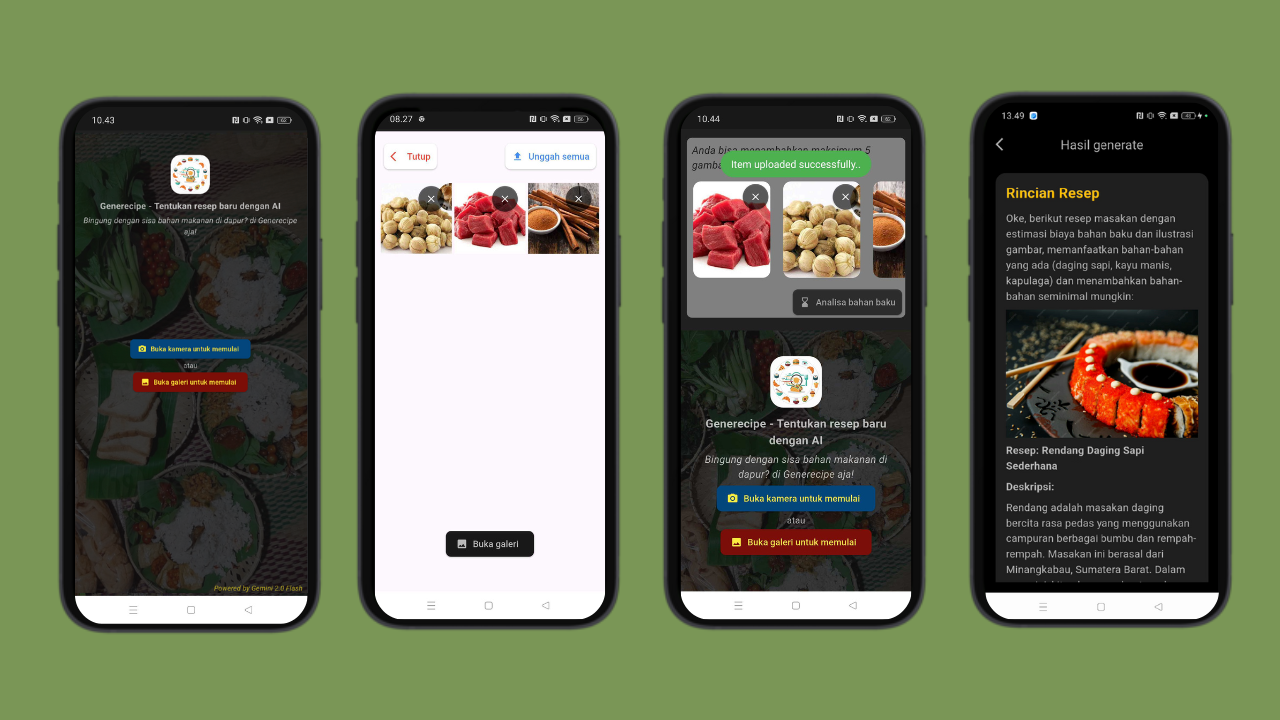 10.43
Generecipe - Tentukan resep baru dengan AI
Bingung dengan sisa bahan makanan di dapur? di Generecipe
aja!
Buka kamera untuk memulai
atau
Buka galeri untuk memulai
Powered by Gemini 2.0 Flash
08.27
Tutup
Unggah semua
Buka galeri
10.44
Anda bisa menambahkan maksimum 5
Item uploaded successfully..
Analisa bahan baku
Generecipe - Tentukan resep baru
dengan AI
Bingung dengan sisa bahan makanan di
dapur? di Generecipe aja!
Buka kamera untuk memulai
atau
Buka galeri untuk memulai
13.49
Hasil generate
Rincian Resep
Oke, berikut resep masakan dengan
estimasi biaya bahan baku dan ilustrasi
gambar, memanfaatkan bahan-bahan
yang ada (daging sapi, kayu manis,
kapulaga) dan menambahkan bahan-
bahan seminimal mungkin:
Resep: Rendang Daging Sapi
Sederhana
Deskripsi:
Rendang adalah masakan daging
bercita rasa pedas yang menggunakan
campuran berbagai bumbu dan rempah-
rempah. Masakan ini berasal dari
Minangkabau, Sumatera Barat. Dalam